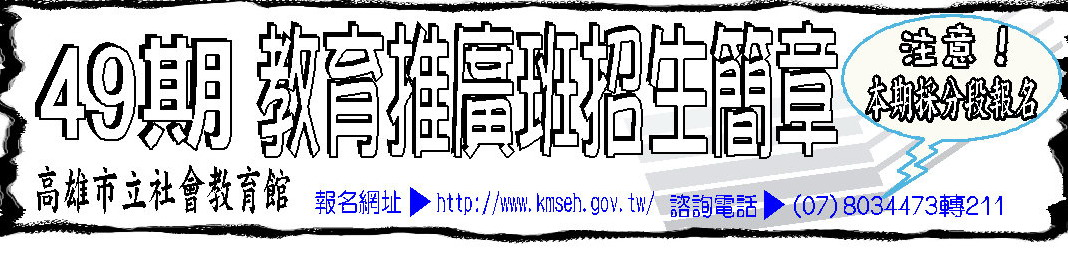 49期 教育推廣班招生簡章
注意！
本期採分段報名
高雄市立社會教育館
報名網址▶http://www.kmseh.gov.tw/ 諮詢電話▶(07)8034473轉211